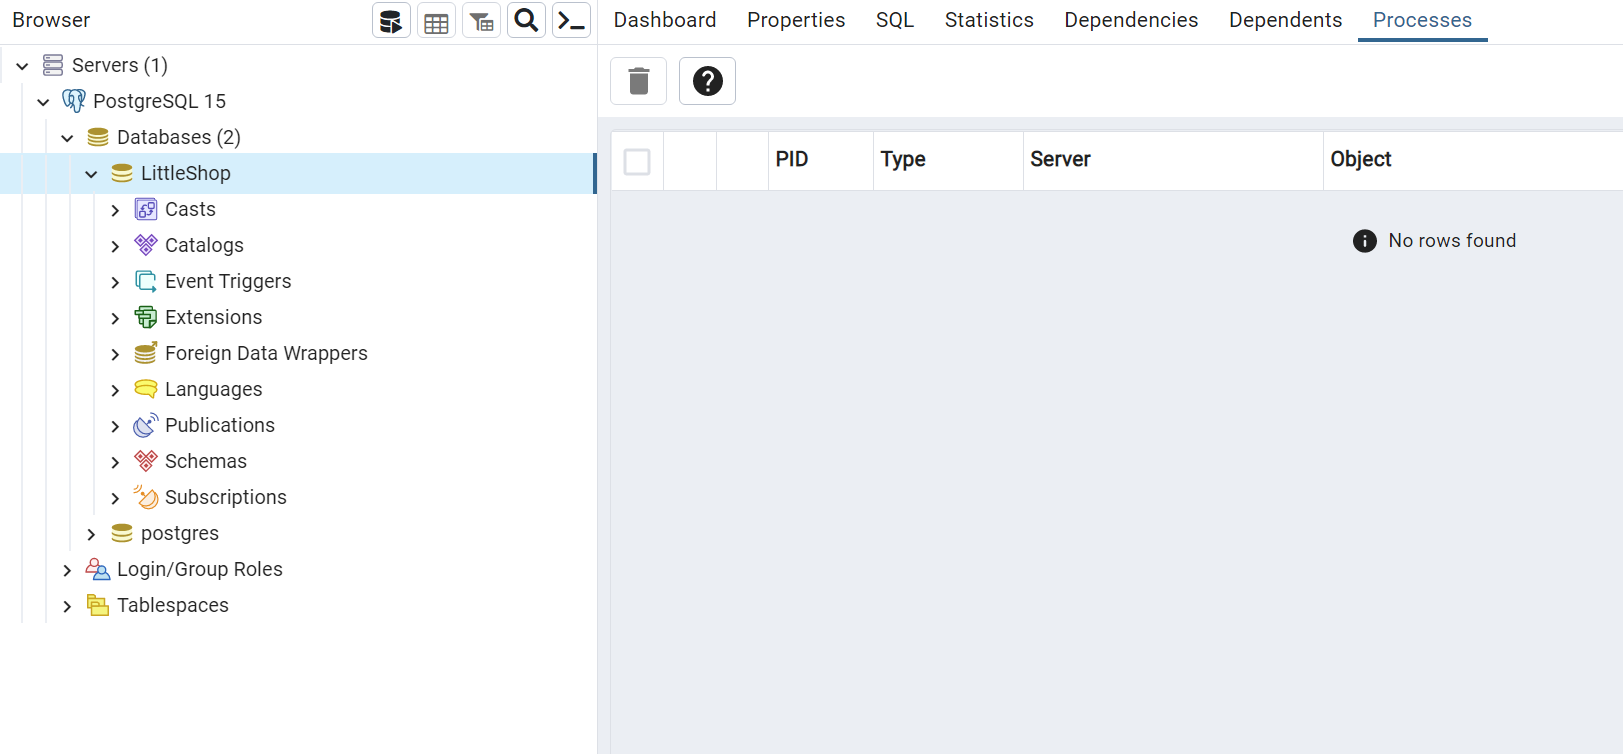 Browser
Dashboard Properties SQL Statistics Dependencies Dependents Processes
Servers (1)
PostgreSQL 15
Databases (2)
LittleShop
Casts
Catalogs
Event Triggers
Extensions
Foreign Data Wrappers
Languages
Publications
Schemas
Subscriptions
postgres
Login/Group Roles
Tablespaces
PID Type Server Object
No rows found